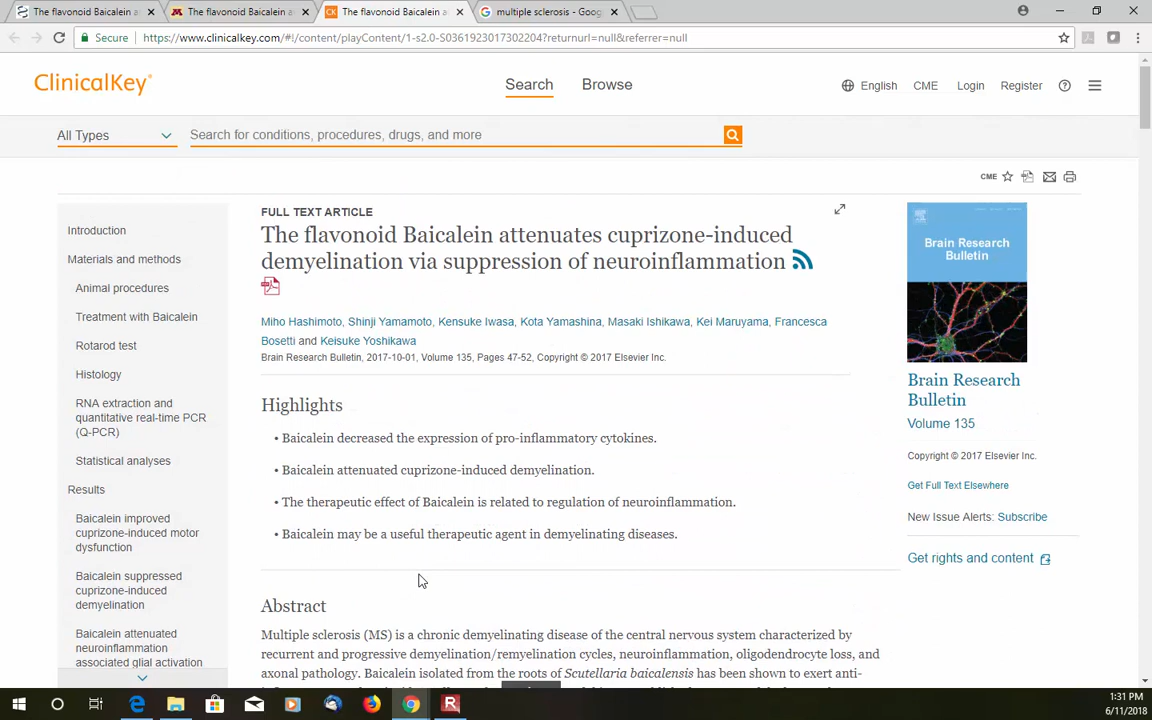 The flavonoid Baicalein a
The flavonoid Baicalein a
The flavonoid Baicalein a
multiple sclerosis - Goog
Secure
https://www.clinicalkey.com/#!/content/playContent/1-s2.0-S0361923017302204?returnurl=null&referrer=null
ClinicalKey®
Search
Browse
English
CME
Login
Register
All Types
Search for conditions, procedures, drugs, and more
CME
Introduction
Materials and methods
Animal procedures
Treatment with Baicalein
Rotarod test
Histology
RNA extraction and
quantitative real-time PCR
(Q-PCR)
Statistical analyses
Results
Baicalein improved
cuprizone-induced motor
dysfunction
Baicalein suppressed
cuprizone-induced
demyelination
Baicalein attenuated
neuroinflammation
associated glial activation
FULL TEXT ARTICLE
The flavonoid Baicalein attenuates cuprizone-induced
demyelination via suppression of neuroinflammation
Miho Hashimoto, Shinji Yamamoto, Kensuke Iwasa, Kota Yamashina, Masaki Ishikawa, Kei Maruyama, Francesca
Bosetti and Keisuke Yoshikawa
Brain Research Bulletin, 2017-10-01, Volume 135, Pages 47-52, Copyright © 2017 Elsevier Inc.
Highlights
• Baicalein decreased the expression of pro-inflammatory cytokines.
• Baicalein attenuated cuprizone-induced demyelination.
• The therapeutic effect of Baicalein is related to regulation of neuroinflammation.
• Baicalein may be a useful therapeutic agent in demyelinating diseases.
Abstract
Multiple sclerosis (MS) is a chronic demyelinating disease of the central nervous system characterized by
recurrent and progressive demyelination/remyelination cycles, neuroinflammation, oligodendrocyte loss, and
axonal pathology. Baicalein isolated from the roots of Scutellaria baicalensis has been shown to exert anti-
Brain Research
Bulletin
Brain Research
Bulletin
Volume 135
Copyright © 2017 Elsevier Inc.
Get Full Text Elsewhere
New Issue Alerts: Subscribe
Get rights and content
1:31 PM
6/11/2018